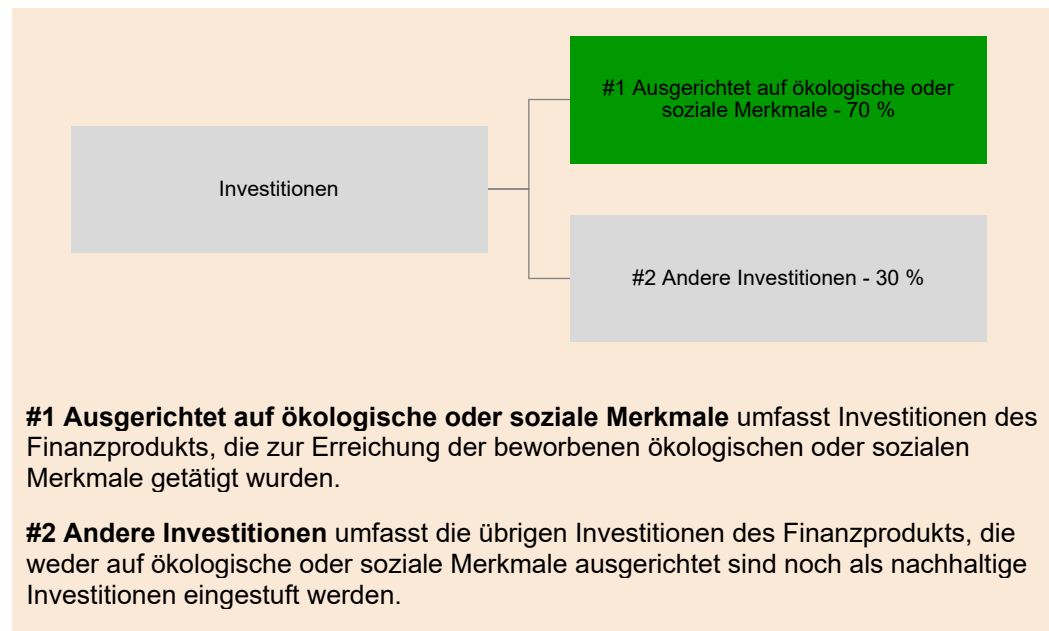 #1 Ausgerichtet auf ökologische oder
soziale Merkmale - 70 %
Investitionen
#2 Andere Investitionen - 30 %
#1 Ausgerichtet auf ökologische oder soziale Merkmale umfasst Investitionen des
Finanzprodukts, die zur Erreichung der beworbenen ökologischen oder sozialen
Merkmale getätigt wurden.
#2 Andere Investitionen umfasst die übrigen Investitionen des Finanzprodukts, die
weder auf ökologische oder soziale Merkmale ausgerichtet sind noch als nachhaltige
Investitionen eingestuft werden.